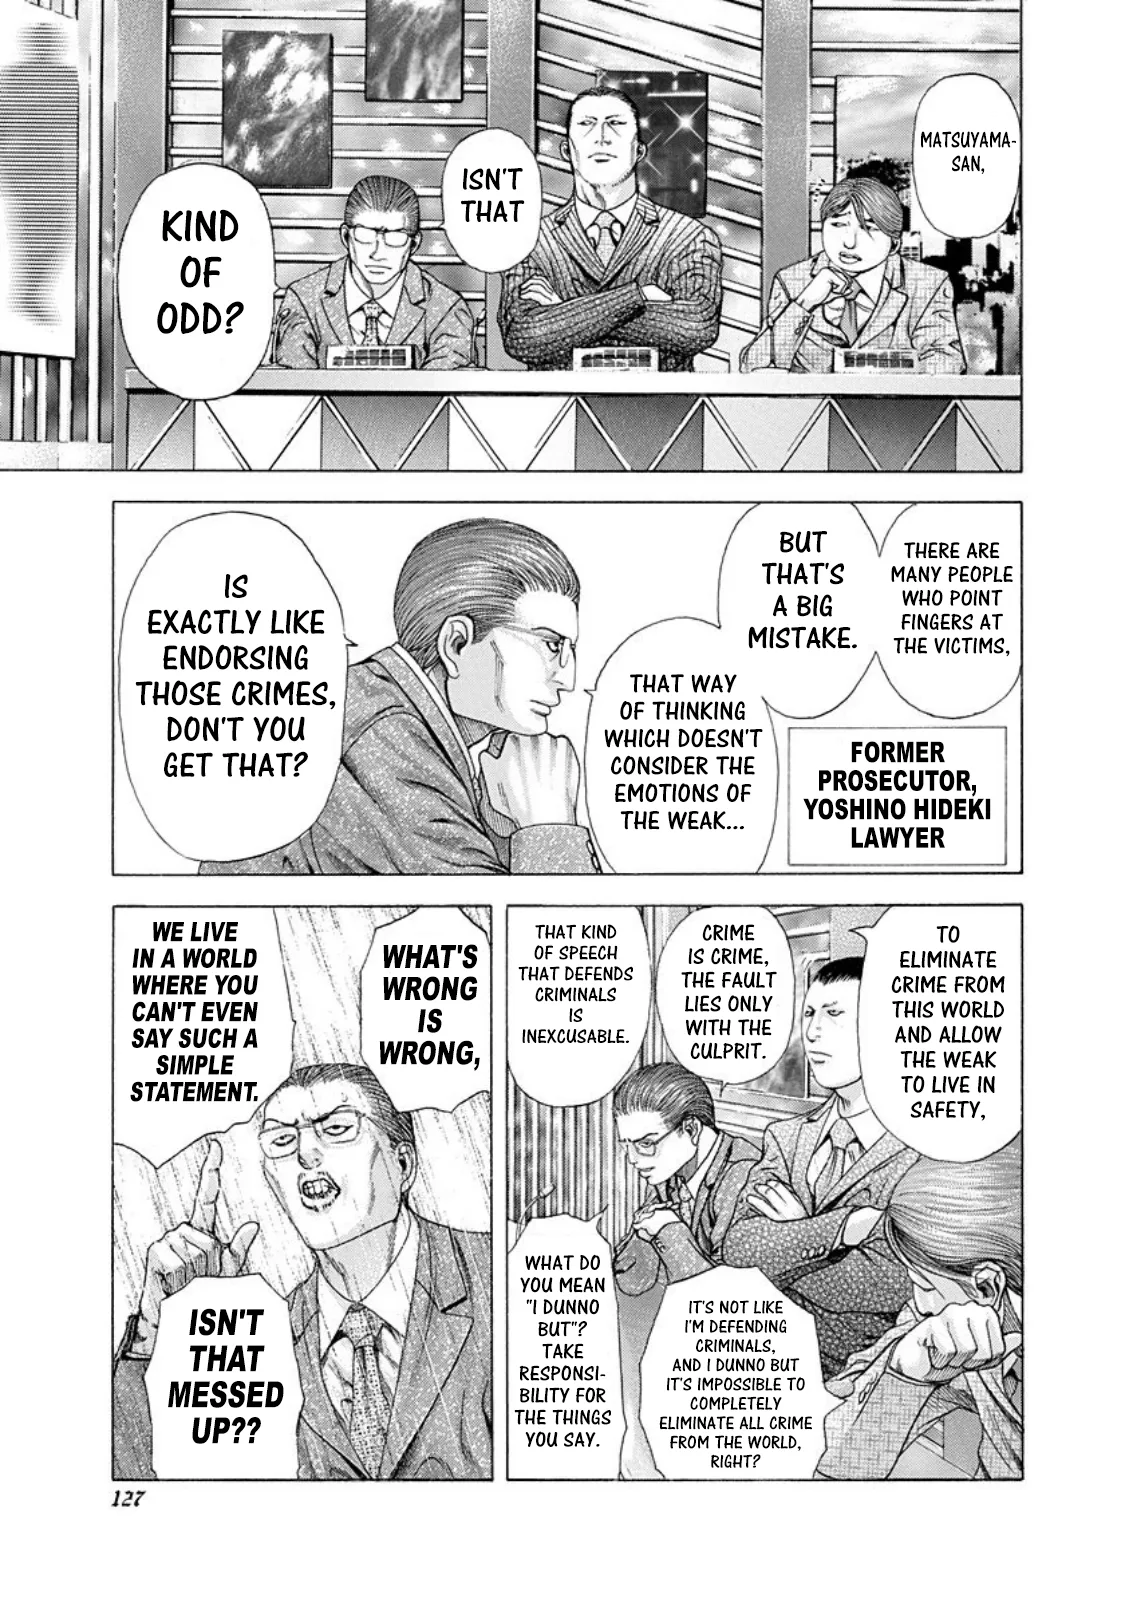 MATSUYAMA-
SAN,
ISN'T
THAT
KIND
OF
ODD?
THERE ARE
MANY PEOPLE
WHO POINT
FINGERS AT
THE VICTIMS,
BUT
THAT'S
A BIG
MISTAKE.
FORMER
PROSECUTOR,
YOSHINO HIDEKI
LAWYER
THAT WAY
OF THINKING
WHICH DOESN'T
CONSIDER THE
EMOTIONS OF
THE WEAK...
IS
EXACTLY LIKE
ENDORSING
THOSE CRIMES,
DON'T YOU
GET THAT?
TO
ELIMINATE
CRIME FROM
THIS WORLD
AND ALLOW
THE WEAK
TO LIVE IN
SAFETY,
CRIME
IS CRIME,
THE FAULT
LIES ONLY
WITH THE
CULPRIT.
THAT KIND
OF SPEECH
THAT DEFENDS
CRIMINALS
IS
INEXCUSABLE.
IT'S NOT LIKE
I'M DEFENDING
CRIMINALS,
AND I DUNNO BUT
IT'S IMPOSSIBLE TO
COMPLETELY
ELIMINATE ALL CRIME
FROM THE WORLD,
RIGHT?
WHAT DO
YOU MEAN
"I DUNNO
BUT"?
TAKE
RESPONSI-
BILITY FOR
THE THINGS
YOU SAY.
WHAT'S
WRONG
IS
WRONG,
WE LIVE
IN A WORLD
WHERE YOU
CAN'T EVEN
SAY SUCH A
SIMPLE
STATEMENT.
ISN'T
THAT
MESSED
UP??
127